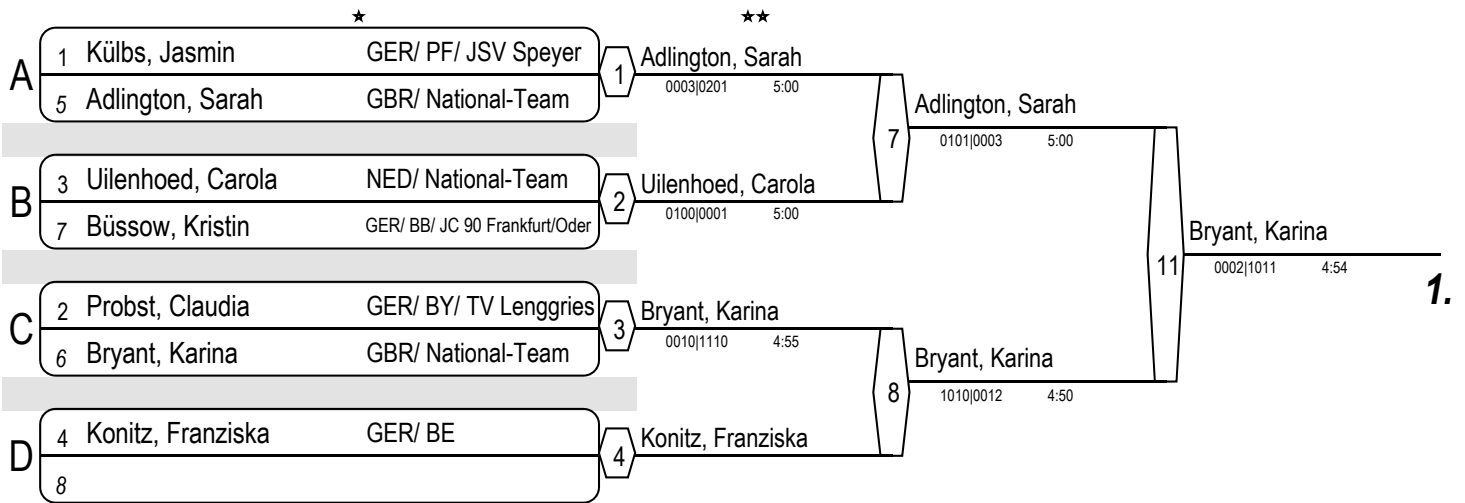 ★ ★★
A
1 Külbs, Jasmin GER/ PF/ JSV Speyer
5 Adlington, Sarah GBR/ National-Team
1
Adlington, Sarah
0003|0201 5:00
B
3 Uilenhoed, Carola NED/ National-Team
7 Büssow, Kristin GER/ BB/ JC 90 Frankfurt/Oder
2
Uilenhoed, Carola
0100|0001 5:00
7
Adlington, Sarah
0101|0003 5:00
C
2 Probst, Claudia GER/ BY/ TV Lenggries
6 Bryant, Karina GBR/ National-Team
3
Bryant, Karina
0010|1110 4:55
D
4 Konitz, Franziska GER/ BE
8
4
Konitz, Franziska
8
Bryant, Karina
1010|0012 4:50
11
Bryant, Karina
0002|1011 4:54
1.